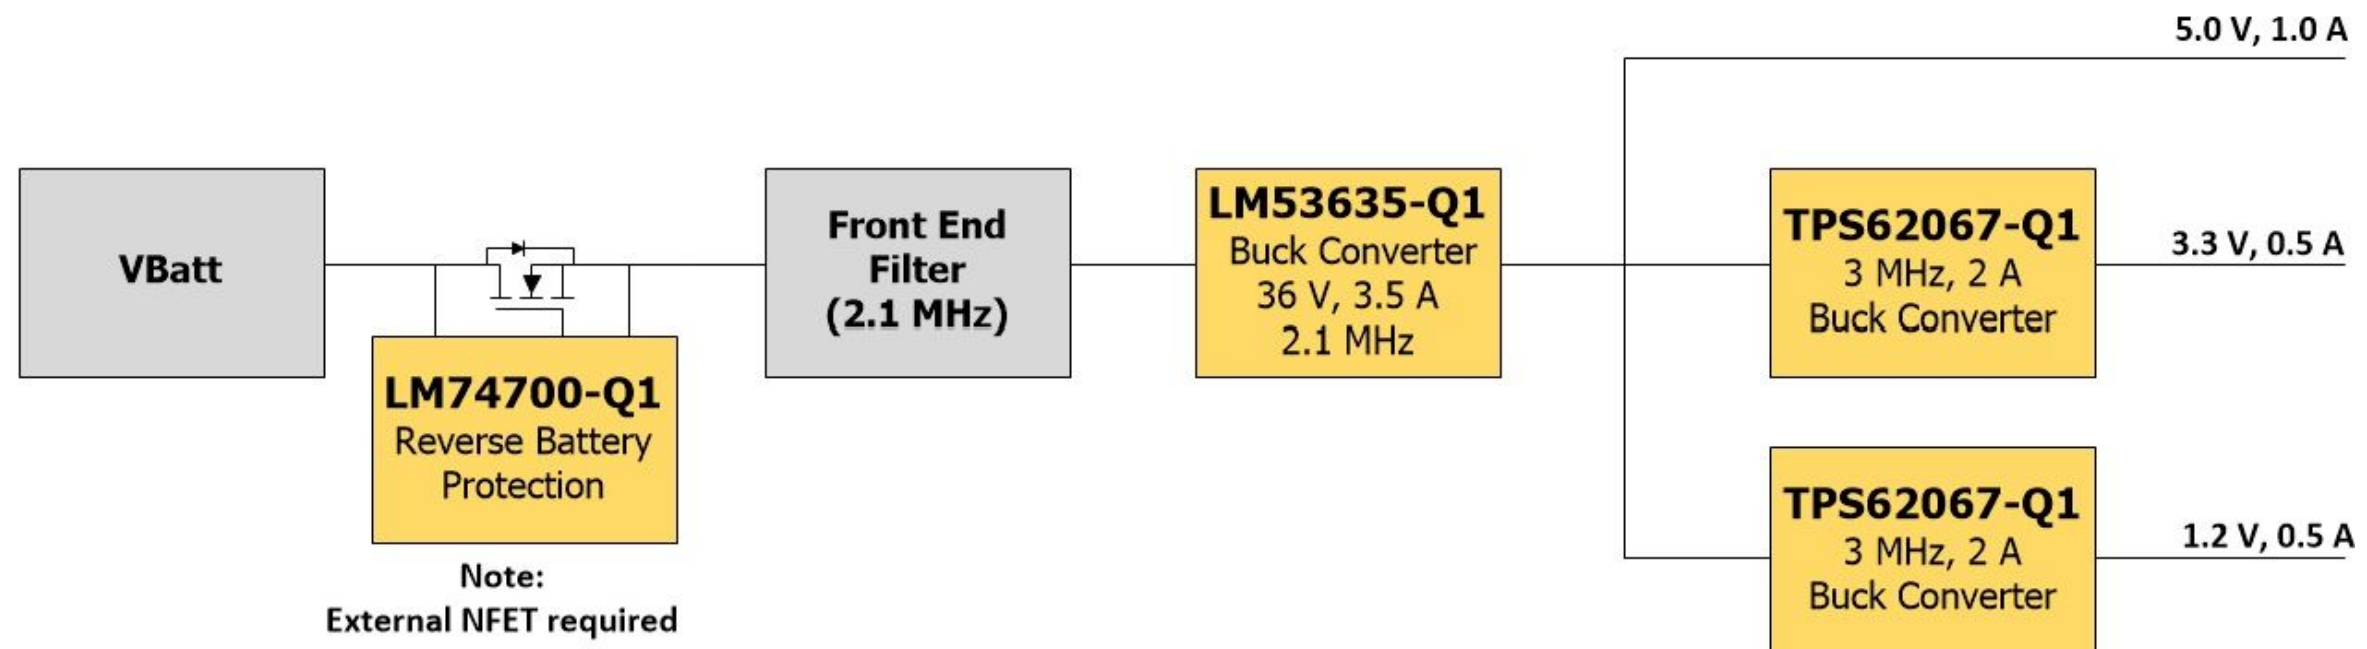 5.0 V, 1.0 A
VBatt
LM74700-Q1
Reverse Battery
Protection
Note:
External NFET required
Front End
Filter
(2.1 MHz)
LM53635-Q1
Buck Converter
36 V, 3.5 A
2.1 MHz
TPS62067-Q1
3 MHz, 2 A
Buck Converter
3.3 V, 0.5 A
TPS62067-Q1
3 MHz, 2 A
Buck Converter
1.2 V, 0.5 A